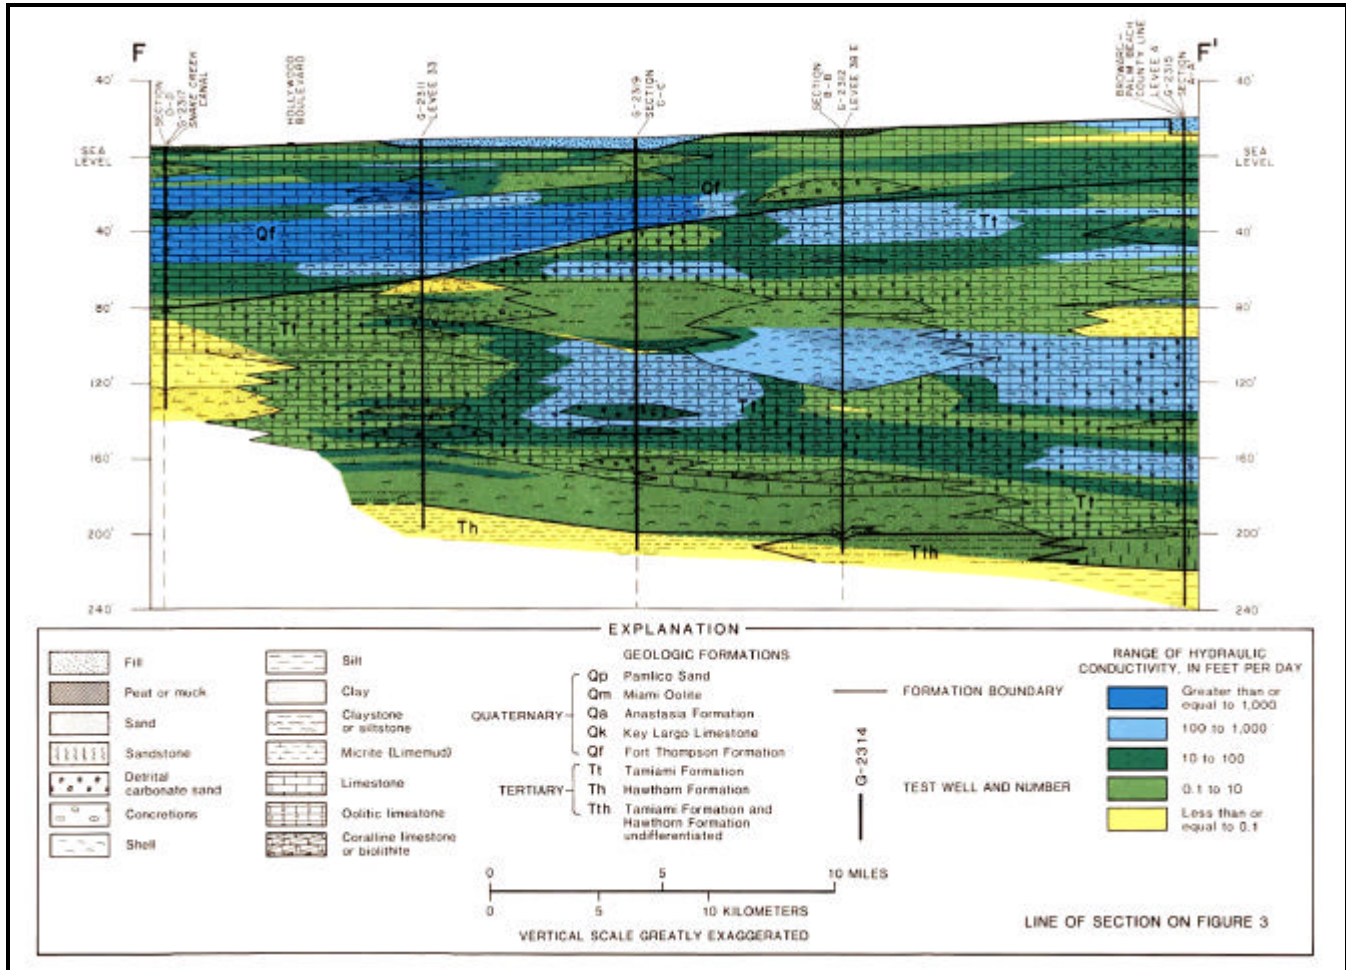 F
F'
SECTION D-D'
G-2317
SNAKE CREEK CANAL
HOLLYWOOD BOULEVARD
G-2311
LEVEE 33
G-2319
SECTION C-C'
SECTION B-B'
G-2312
LEVEE 38 E
BROWARD-
PALM BEACH
COUNTY LINE
LEVEE A
G-2315
SECTION
A-A'
40'
40'
SEA
LEVEL
SEA
LEVEL
40'
40'
80'
80'
120'
120'
160'
160'
200'
200'
240'
240'
Qf
Qf
Tt
Tt
Tt
Tt
Th
Tth
EXPLANATION
Fill
Peat or muck
Sand
Sandstone
Detrital
carbonate sand
Concretions
Shell
Silt
Clay
Claystone
or siltstone
Micrite (Limemud)
Limestone
Oolitic limestone
Coralline limestone
or biolithite
GEOLOGIC FORMATIONS
QUATERNARY
Qp Pamlico Sand
Qm Miami Oolite
Qa Anastasia Formation
Qk Key Largo Limestone
Qf Fort Thompson Formation
TERTIARY
Tt Tamiami Formation
Th Hawthorn Formation
Tth Tamiami Formation and
Hawthorn Formation
undifferentiated
FORMATION BOUNDARY
G-2314
TEST WELL AND NUMBER
RANGE OF HYDRAULIC
CONDUCTIVITY, IN FEET PER DAY
Greater than or
equal to 1,000
100 to 1,000
10 to 100
0.1 to 10
Less than or
equal to 0.1
0 5 10 MILES
0 5 10 KILOMETERS
VERTICAL SCALE GREATLY EXAGGERATED
LINE OF SECTION ON FIGURE 3